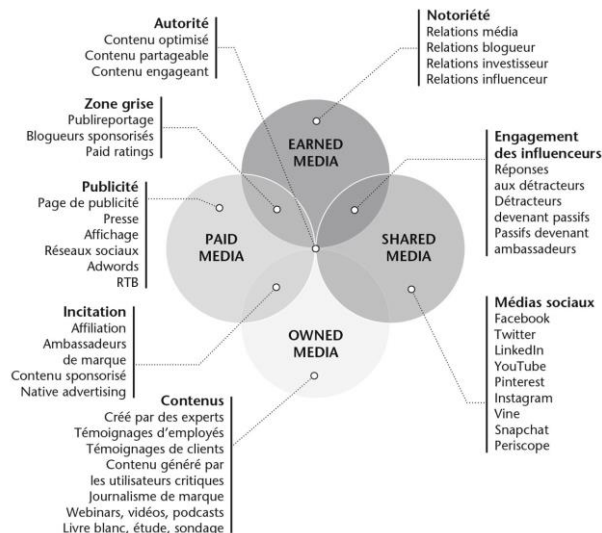 Autorité
Contenu optimisé
Contenu partageable
Contenu engageant
Notoriété
Relations média
Relations blogueur
Relations investisseur
Relations influenceur
Zone grise
Publireportage
Blogueurs sponsorisés
Paid ratings
EARNED
MEDIA
Engagement
des influenceurs
Réponses
aux détracteurs
Détracteurs
devenant passifs
Passifs devenant
ambassadeurs
Publicité
Page de publicité
Presse
Affichage
Réseaux sociaux
Adwords
RTB
PAID
MEDIA
SHARED
MEDIA
Incitation
Affiliation
Ambassadeurs
de marque
Contenu sponsorisé
Native advertising
OWNED
MEDIA
Médias sociaux
Facebook
Twitter
LinkedIn
YouTube
Pinterest
Instagram
Vine
Snapchat
Periscope
Contenus
Créé par des experts
Témoignages d'employés
Témoignages de clients
Contenu généré par
les utilisateurs critiques
Journalisme de marque
Webinars, vidéos, podcasts
Livre blanc, étude, sondage